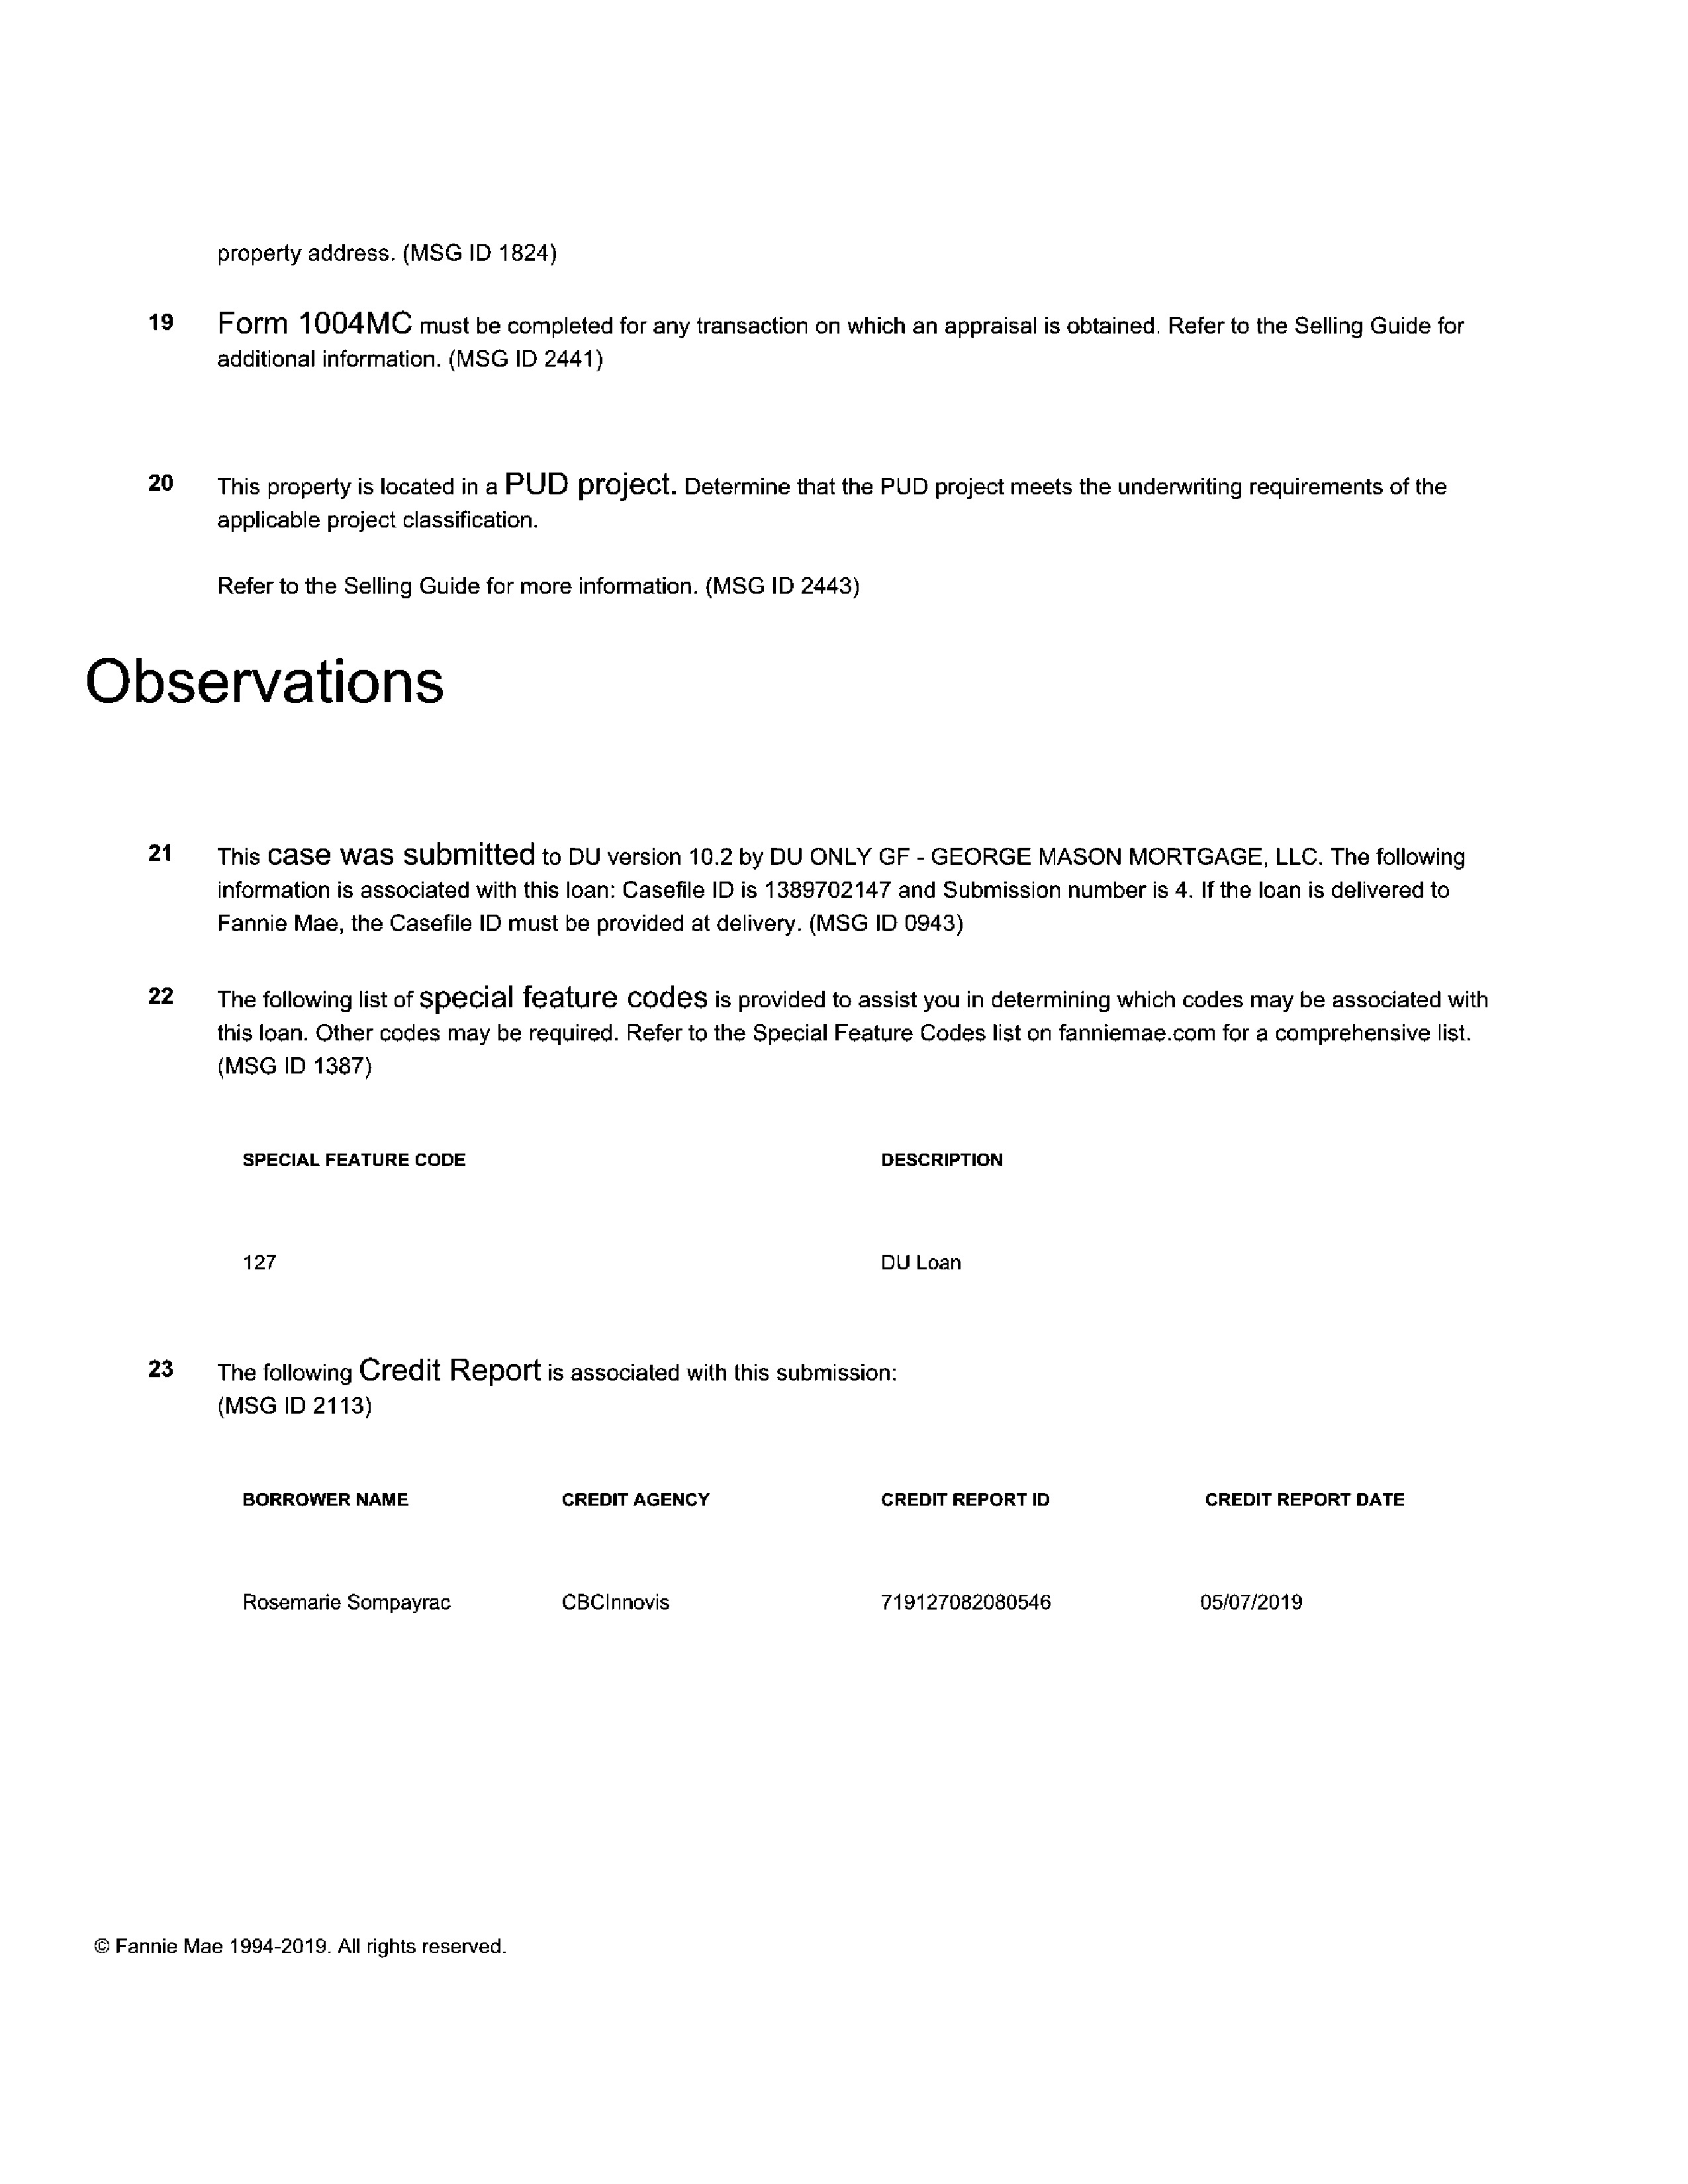 property address. (MSG ID 1824)
19 Form 1004MC must be completed for any transaction on which an appraisal is obtained. Refer to the Selling Guide for
additional information. (MSG ID 2441)
20 This property is located in a PUD project. Determine that the PUD project meets the underwriting requirements of the
applicable project classification.
Refer to the Selling Guide for more information. (MSG ID 2443)
Observations
21 This case was submitted to DU version 10.2 by DU ONLY GF - GEORGE MASON MORTGAGE, LLC. The following
information is associated with this loan: Casefile ID is 1389702147 and Submission number is 4. If the loan is delivered to
Fannie Mae, the Casefile ID must be provided at delivery. (MSG ID 0943)
22 The following list of special feature codes is provided to assist you in determining which codes may be associated with
this loan. Other codes may be required. Refer to the Special Feature Codes list on fanniemae.com for a comprehensive list.
(MSG ID 1387)
SPECIAL FEATURE CODE DESCRIPTION
127 DU Loan
23 The following Credit Report is associated with this submission:
(MSG ID 2113)
BORROWER NAME CREDIT AGENCY CREDIT REPORT ID CREDIT REPORT DATE
Rosemarie Sompayrac CBCInnovis 719127082080546 05/07/2019
© Fannie Mae 1994-2019. All rights reserved.